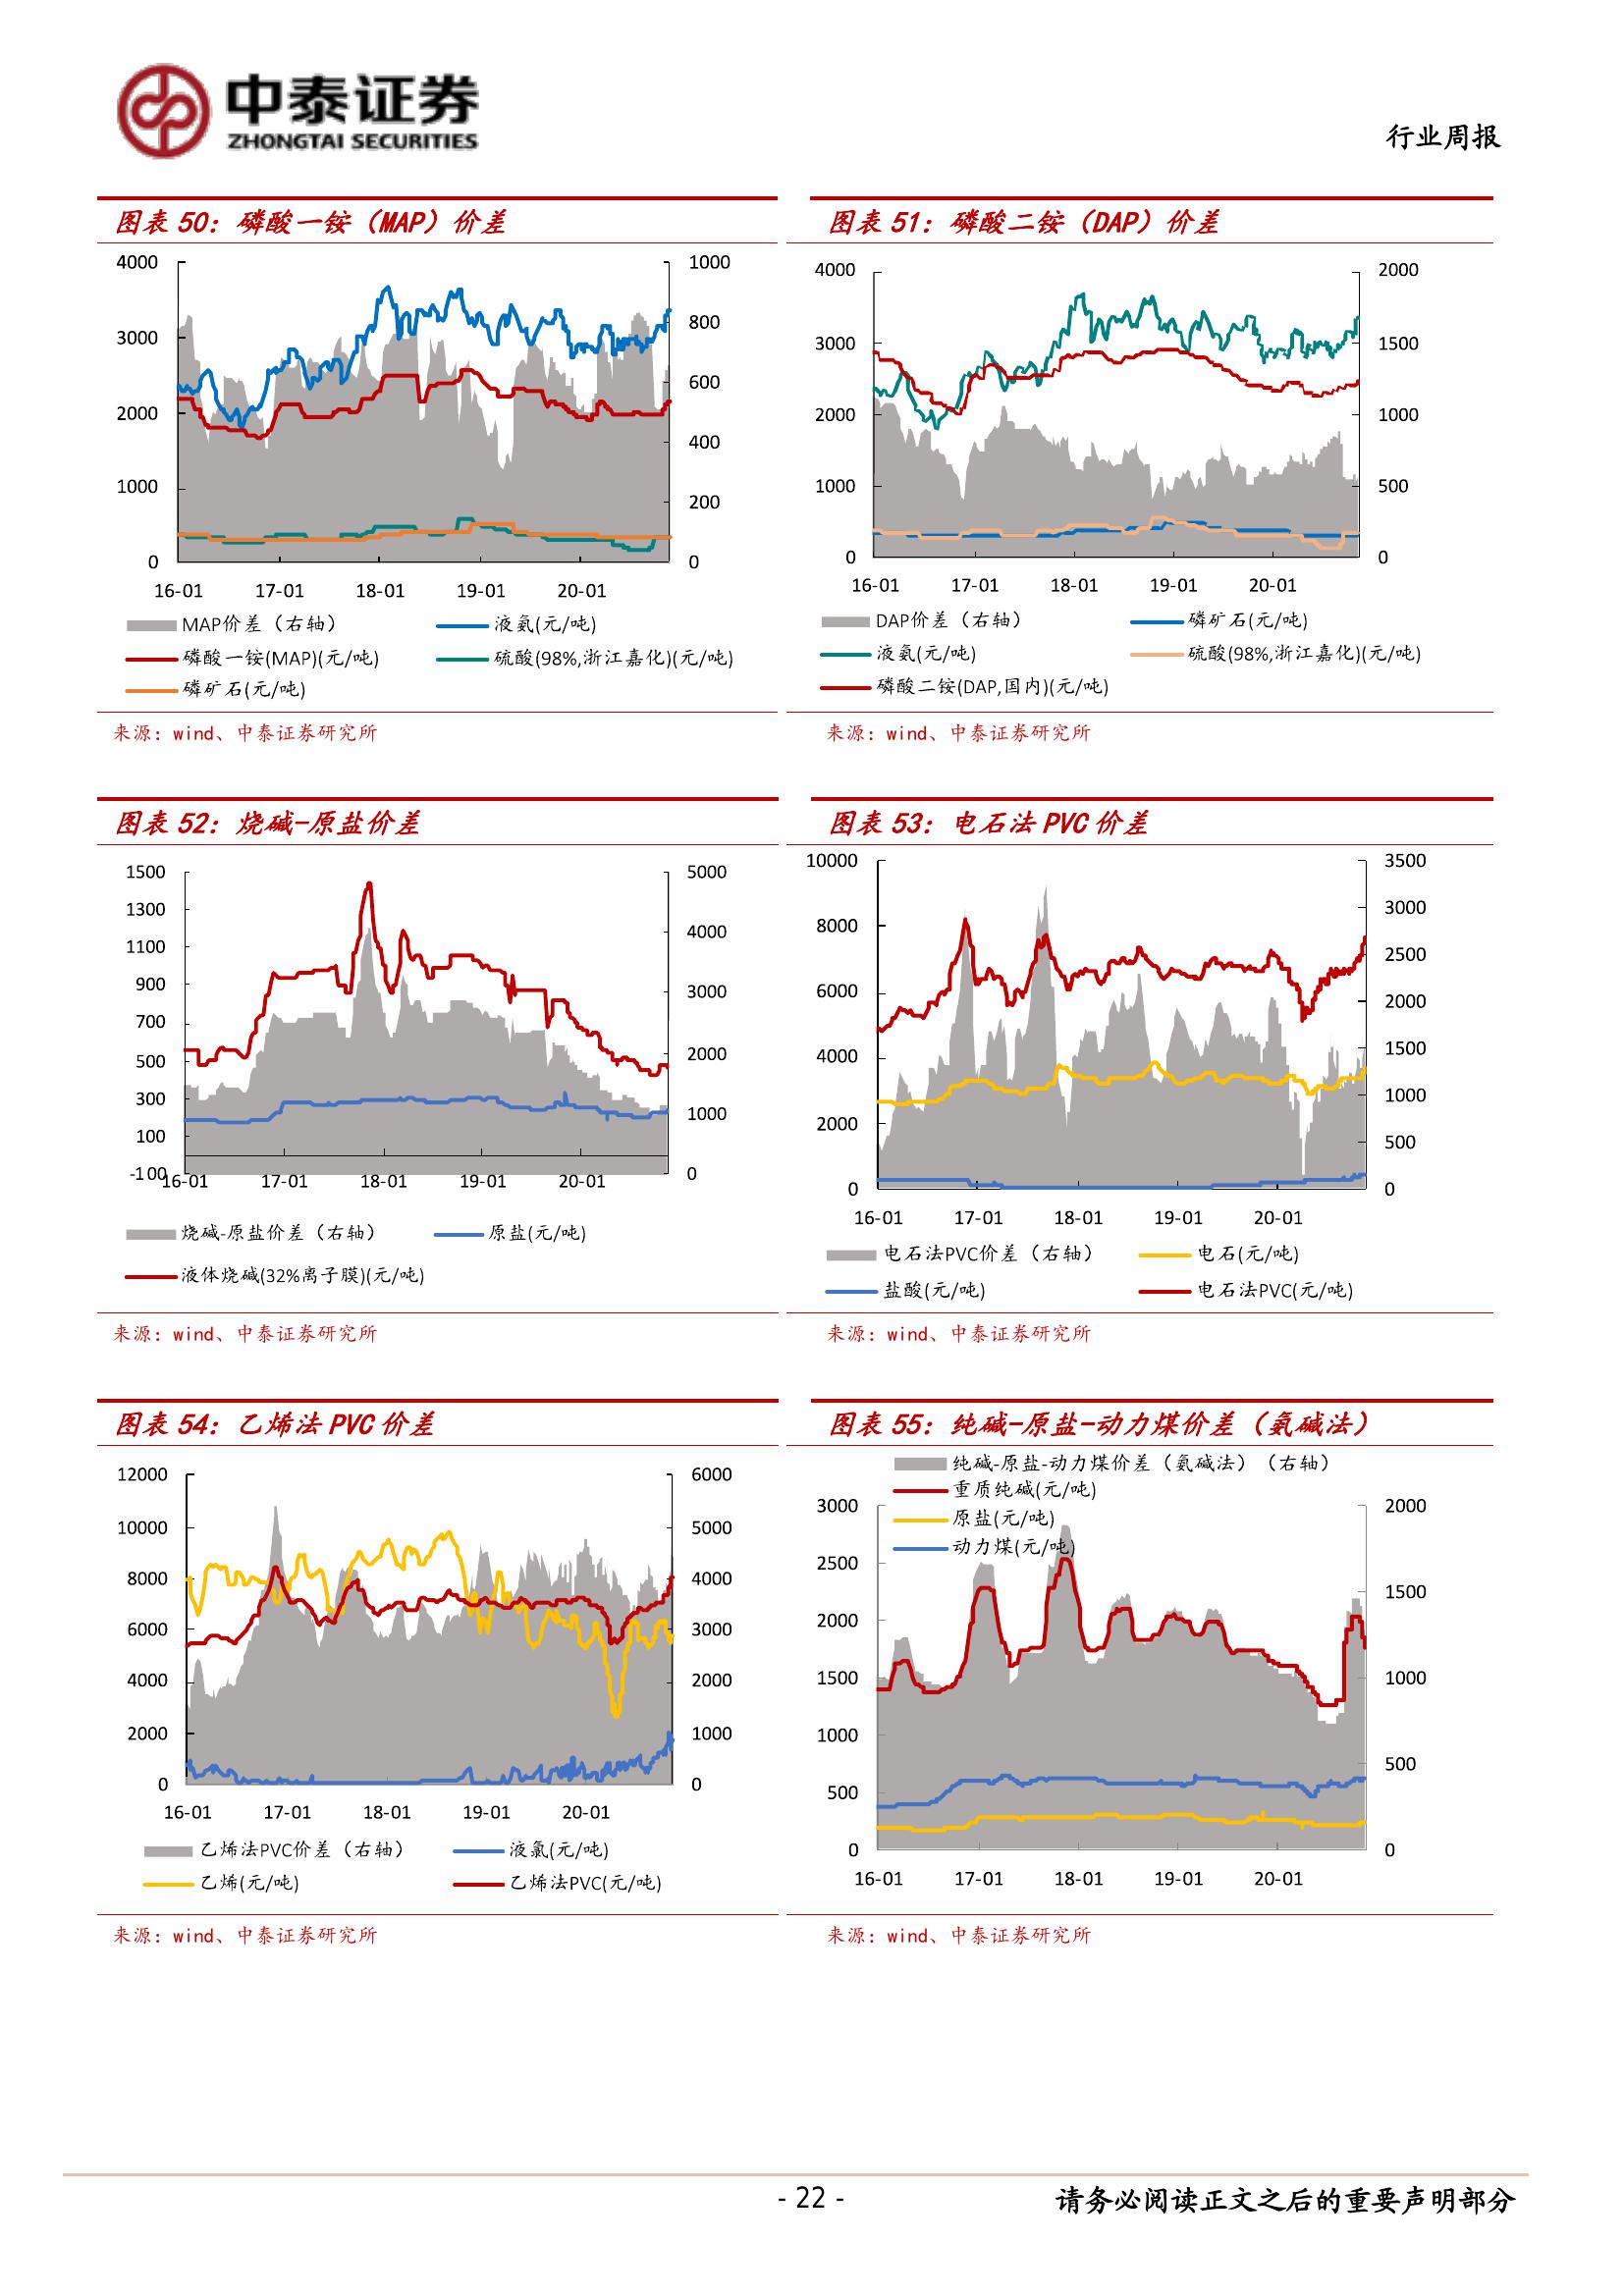 中泰证券
ZHONGTAI SECURITIES
行业周报
图表 50：磷酸一铵（MAP）价差
4000
3000
2000
1000
0
1000
800
600
400
200
0
16-01 17-01 18-01 19-01 20-01
MAP价差（右轴） 液氨(元/吨)
磷酸一铵(MAP)(元/吨) 硫酸(98%,浙江嘉化)(元/吨)
磷矿石(元/吨)
来源：wind、中泰证券研究所
图表 51：磷酸二铵（DAP）价差
4000
3000
2000
1000
0
2000
1500
1000
500
0
16-01 17-01 18-01 19-01 20-01
DAP价差（右轴） 磷矿石(元/吨)
液氨(元/吨) 硫酸(98%,浙江嘉化)(元/吨)
磷酸二铵(DAP,国内)(元/吨)
来源：wind、中泰证券研究所
图表 52：烧碱-原盐价差
1500
1300
1100
900
700
500
300
100
-100
5000
4000
3000
2000
1000
0
16-01 17-01 18-01 19-01 20-01
烧碱-原盐价差（右轴） 原盐(元/吨)
液体烧碱(32%离子膜)(元/吨)
来源：wind、中泰证券研究所
图表 53：电石法 PVC 价差
10000
8000
6000
4000
2000
0
3500
3000
2500
2000
1500
1000
500
0
16-01 17-01 18-01 19-01 20-01
电石法PVC价差（右轴） 电石(元/吨)
盐酸(元/吨) 电石法PVC(元/吨)
来源：wind、中泰证券研究所
图表 54：乙烯法 PVC 价差
12000
10000
8000
6000
4000
2000
0
6000
5000
4000
3000
2000
1000
0
16-01 17-01 18-01 19-01 20-01
乙烯法PVC价差（右轴） 液氯(元/吨)
乙烯(元/吨) 乙烯法PVC(元/吨)
来源：wind、中泰证券研究所
图表 55：纯碱-原盐-动力煤价差（氨碱法）
纯碱-原盐-动力煤价差（氨碱法）（右轴）
重质纯碱(元/吨)
原盐(元/吨)
动力煤(元/吨)
3000
2500
2000
1500
1000
500
0
2000
1500
1000
500
0
16-01 17-01 18-01 19-01 20-01
来源：wind、中泰证券研究所
- 22 -
请务必阅读正文之后的重要声明部分